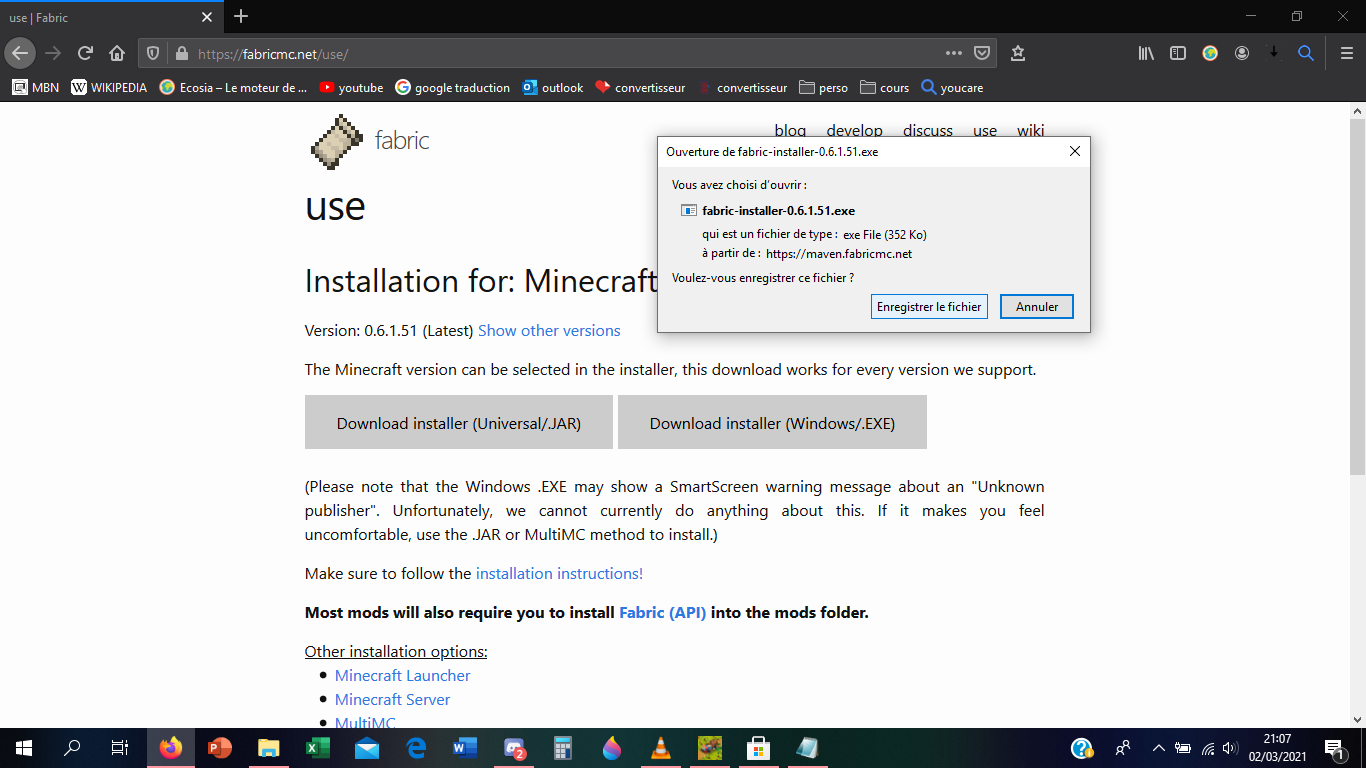 use | Fabric
https://fabricmc.net/use/
MBN WIKIPEDIA Ecosia – Le moteur de ... youtube google traduction outlook convertisseur convertisseur perso cours youcare
fabric
blog develop discuss use wiki
use
Installation for: Minecraft
Version: 0.6.1.51 (Latest) Show other versions
The Minecraft version can be selected in the installer, this download works for every version we support.
Download installer (Universal/.JAR) Download installer (Windows/.EXE)
(Please note that the Windows .EXE may show a SmartScreen warning message about an "Unknown
publisher". Unfortunately, we cannot currently do anything about this. If it makes you feel
uncomfortable, use the .JAR or MultiMC method to install.)
Make sure to follow the installation instructions!
Most mods will also require you to install Fabric (API) into the mods folder.
Other installation options:
Minecraft Launcher
Minecraft Server
MultiMC
Ouverture de fabric-installer-0.6.1.51.exe
Vous avez choisi d'ouvrir :
fabric-installer-0.6.1.51.exe
qui est un fichier de type : exe File (352 Ko)
à partir de : https://maven.fabricmc.net
Voulez-vous enregistrer ce fichier ?
Enregistrer le fichier Annuler
21:07
02/03/2021